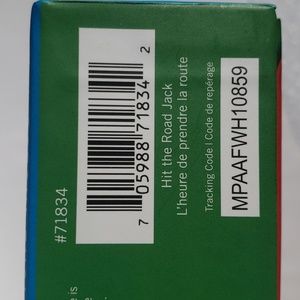 #71834
7 05988 71834 2
Hit the Road Jack
L'heure de prendre la route
Tracking Code | Code de repérage
MPAAFWH10859
e is